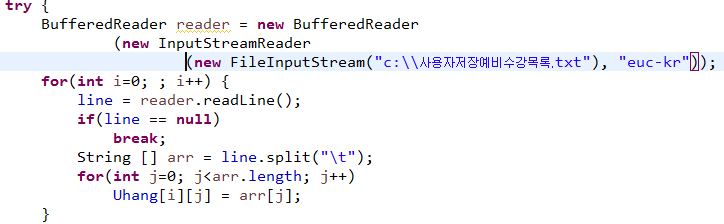 try {
BufferedReader reader = new BufferedReader
(new InputStreamReader
(new FileInputStream("c:\\사용자저장예비수강목록.txt"), "euc-kr"));
for(int i=0; ; i++) {
line = reader.readLine();
if(line == null)
break;
String [] arr = line.split("\t");
for(int j=0; j<arr.length; j++)
Uhang[i][j] = arr[j];
}